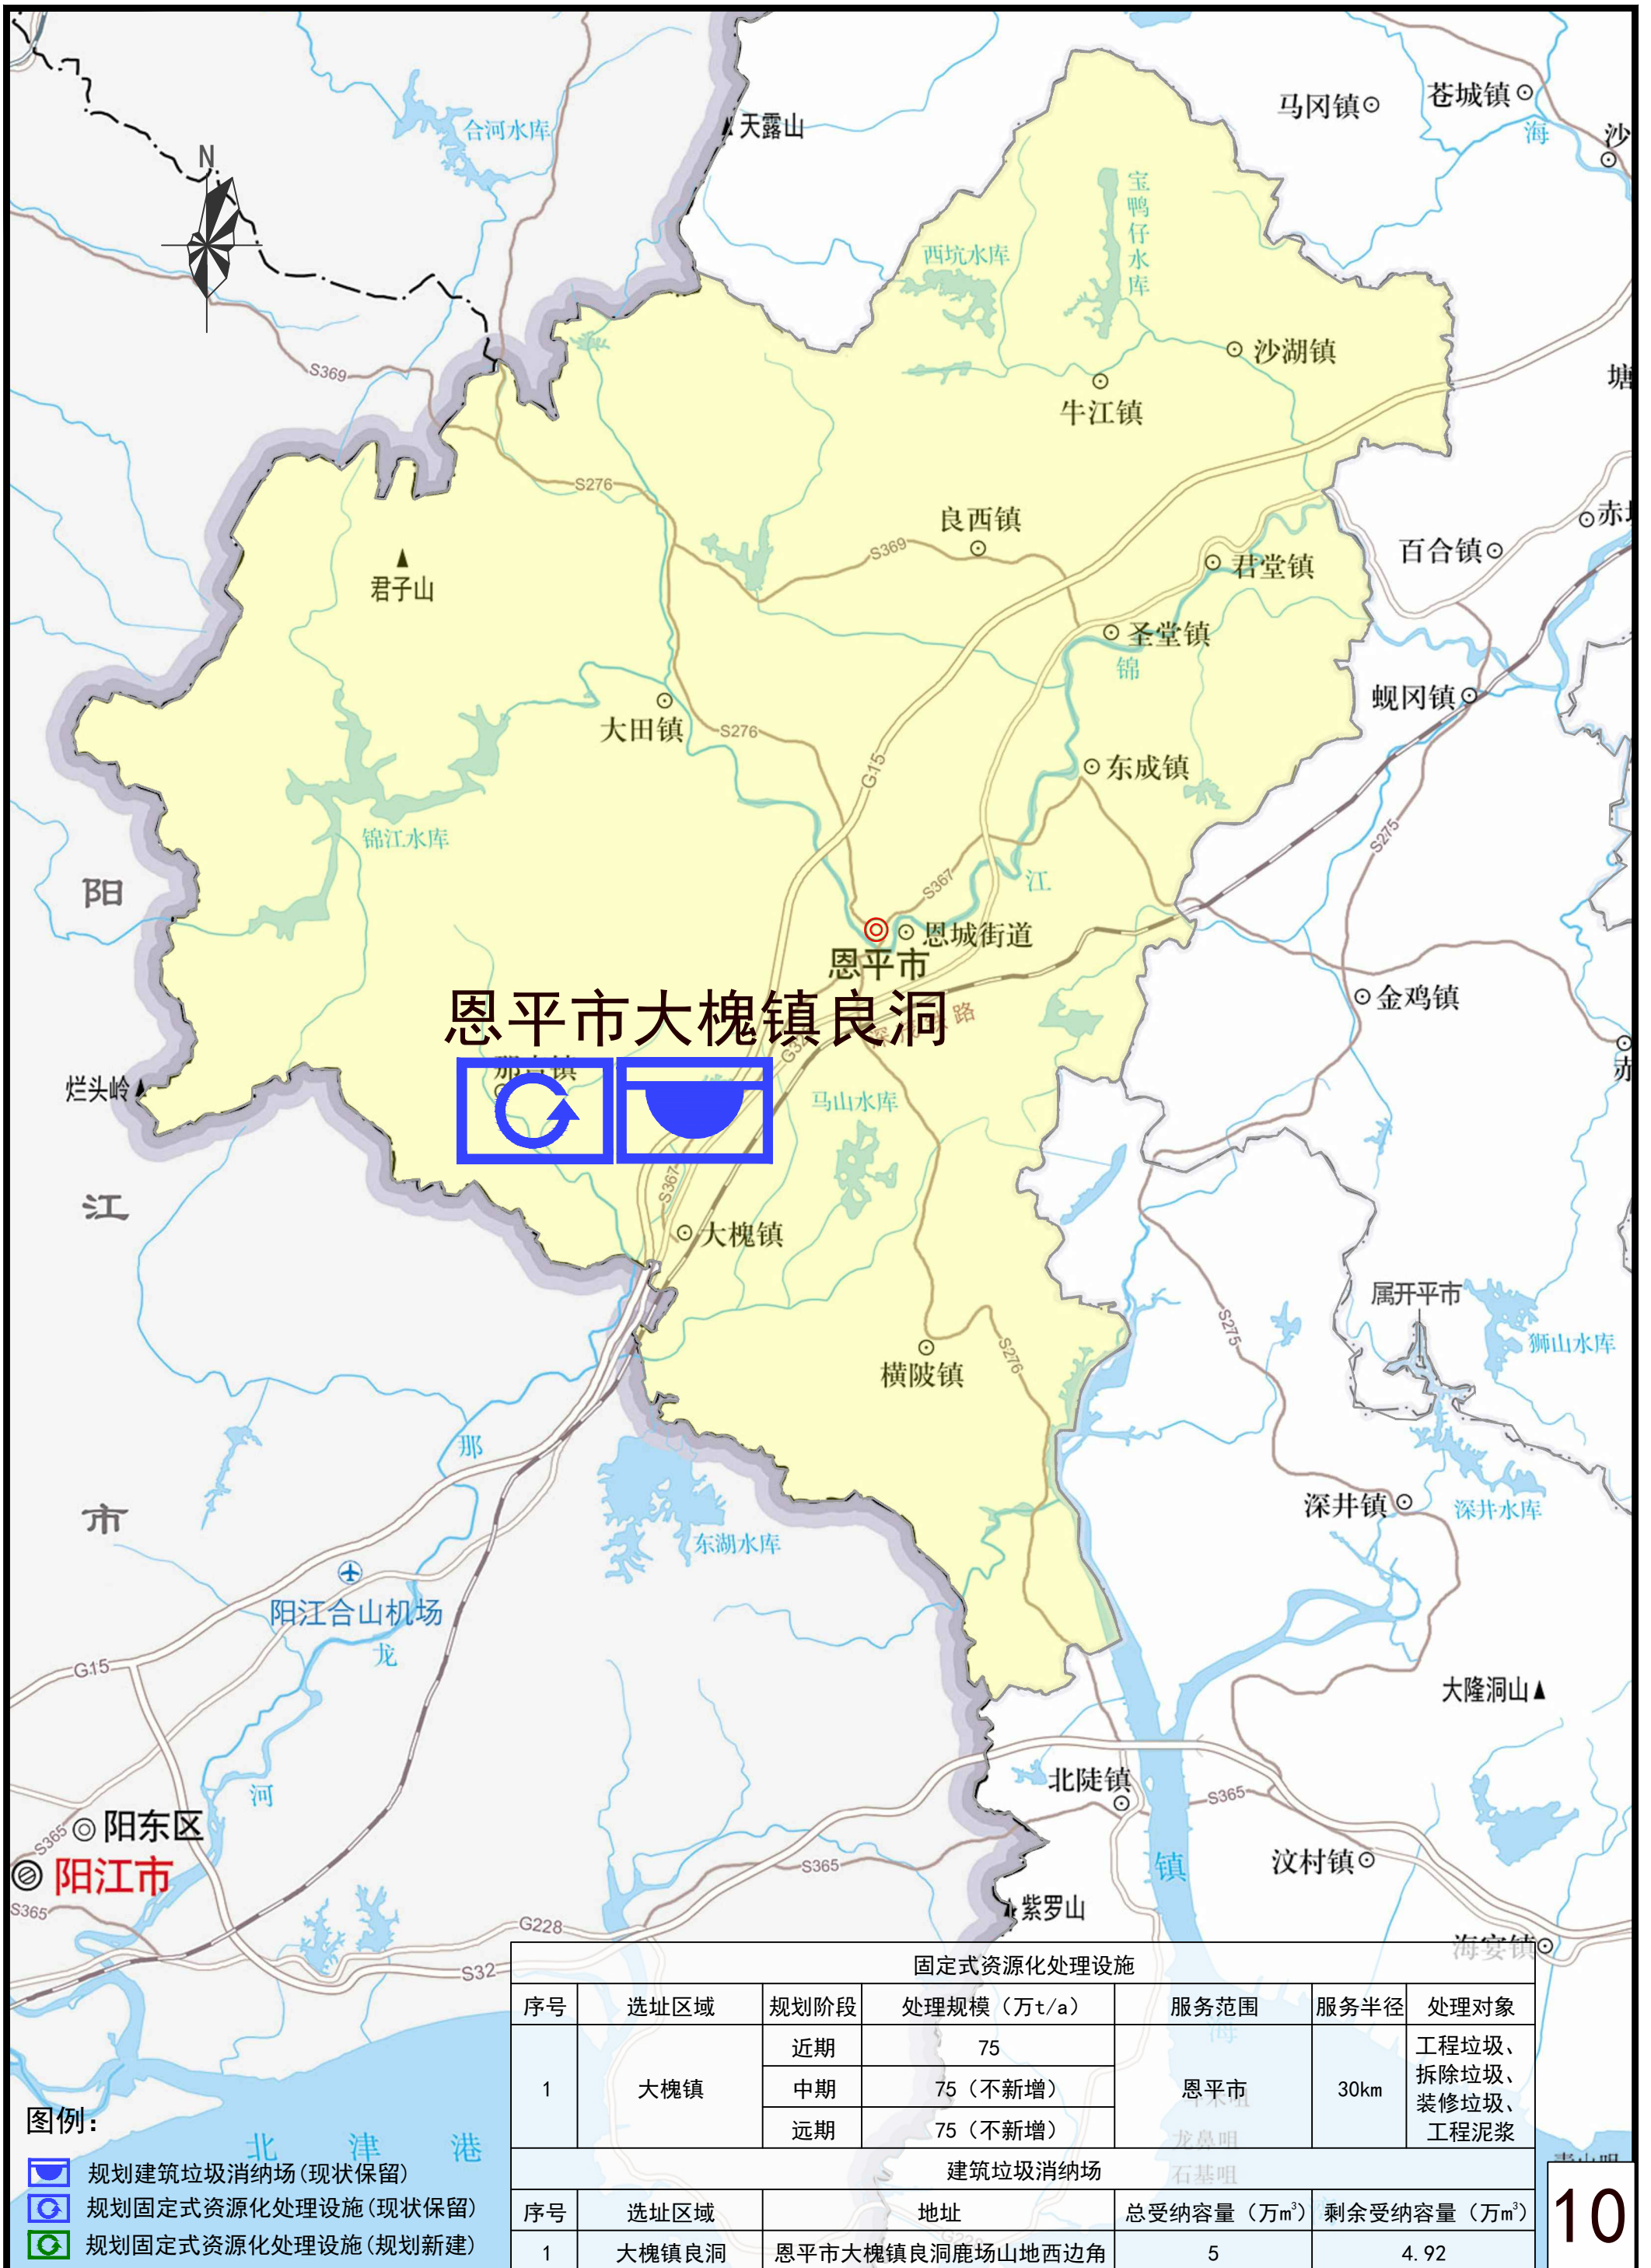 马冈镇
苍城镇
沙
海
天露山
合河水库
N
宝鸭仔水库
西坑水库
沙湖镇
牛江镇
塘
S369
S276
良西镇
S369
君堂镇
百合镇
君子山
圣堂镇
锦
蚬冈镇
大田镇
S276
G15
东成镇
锦江水库
S275
阳
S367
江
恩城街道
恩平市
金鸡镇
恩平市大槐镇良洞
烂头岭
马山水库
江
S367
大槐镇
属开平市
S275
狮山水库
横陂镇
S276
那
深井镇
深井水库
市
东湖水库
阳江合山机场
龙
G15
大隆洞山
北陡镇
河
S365
阳东区
S365
阳江市
S365
镇
汶村镇
S365
紫罗山
G228
海宴镇
S32
固定式资源化处理设施
序号 选址区域 规划阶段 处理规模（万t/a） 服务范围 服务半径 处理对象
1 大槐镇 近期 75 恩平市 30km 工程垃圾、
拆除垃圾、
装修垃圾、
工程泥浆
中期 75（不新增）
远期 75（不新增）
海
龙鼻咀
石基咀
建筑垃圾消纳场
序号 选址区域 地址 总受纳容量（万m³） 剩余受纳容量（万m³）
1 大槐镇良洞 恩平市大槐镇良洞鹿场山地西边角 5 4.92
北津港
图例：
规划建筑垃圾消纳场(现状保留)
规划固定式资源化处理设施(现状保留)
规划固定式资源化处理设施(规划新建)
10